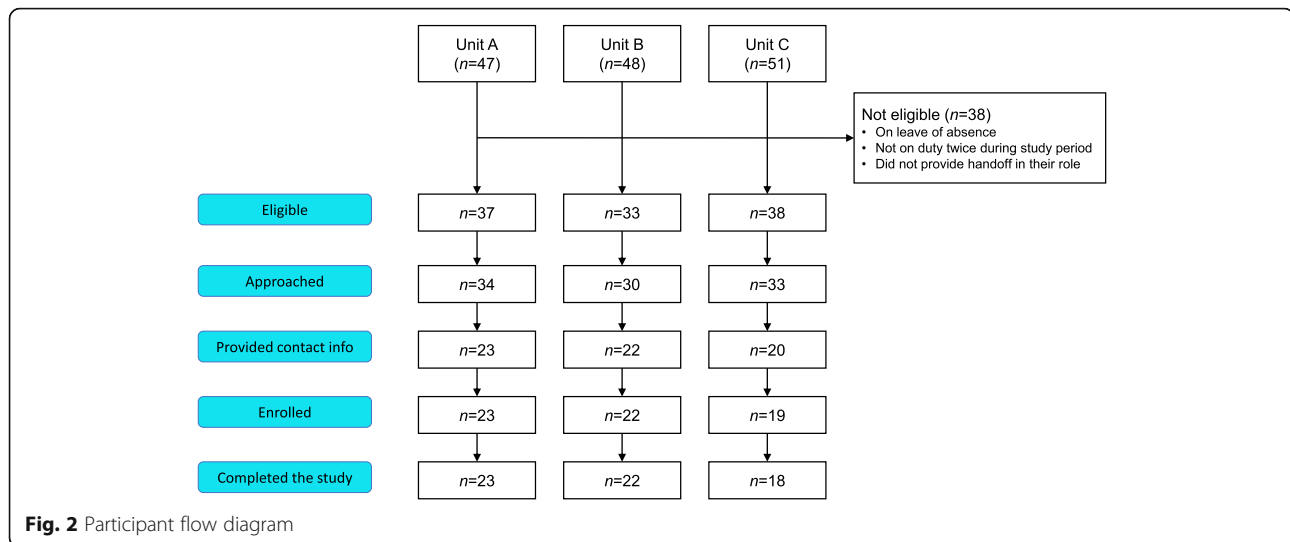 Unit A
(n=47)
Unit B
(n=48)
Unit C
(n=51)
Not eligible (n=38)
• On leave of absence
• Not on duty twice during study period
• Did not provide handoff in their role
Eligible
n=37
n=33
n=38
Approached
n=34
n=30
n=33
Provided contact info
n=23
n=22
n=20
Enrolled
n=23
n=22
n=19
Completed the study
n=23
n=22
n=18
Fig. 2 Participant flow diagram